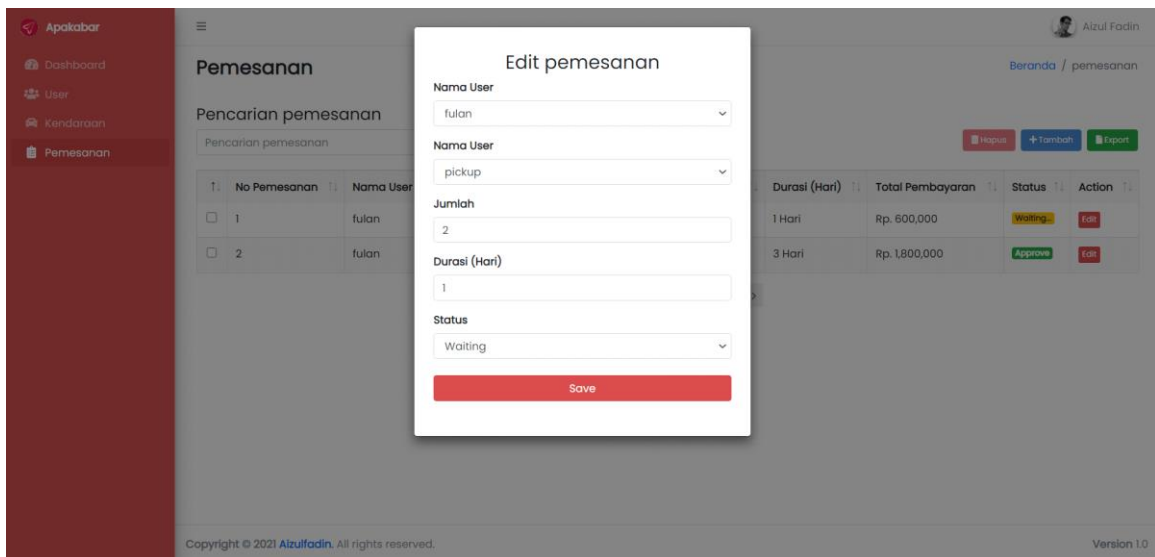 Apakabar
Aizul Fadin
Dashboard
User
Kendaraan
Pemesanan
Pemesanan
Beranda / pemesanan
Pencarian pemesanan
Pencarian pemesanan
Hapus
+ Tambah
Export
No Pemesanan Nama User Durasi (Hari) Total Pembayaran Status Action
1 fulan 1 Hari Rp. 600,000 Waiting.. Edit
2 fulan 3 Hari Rp. 1,800,000 Approve Edit
Edit pemesanan
Nama User
fulan
Nama User
pickup
Jumlah
2
Durasi (Hari)
1
Status
Waiting
Save
Copyright © 2021 Aizulfadin. All rights reserved.
Version 1.0